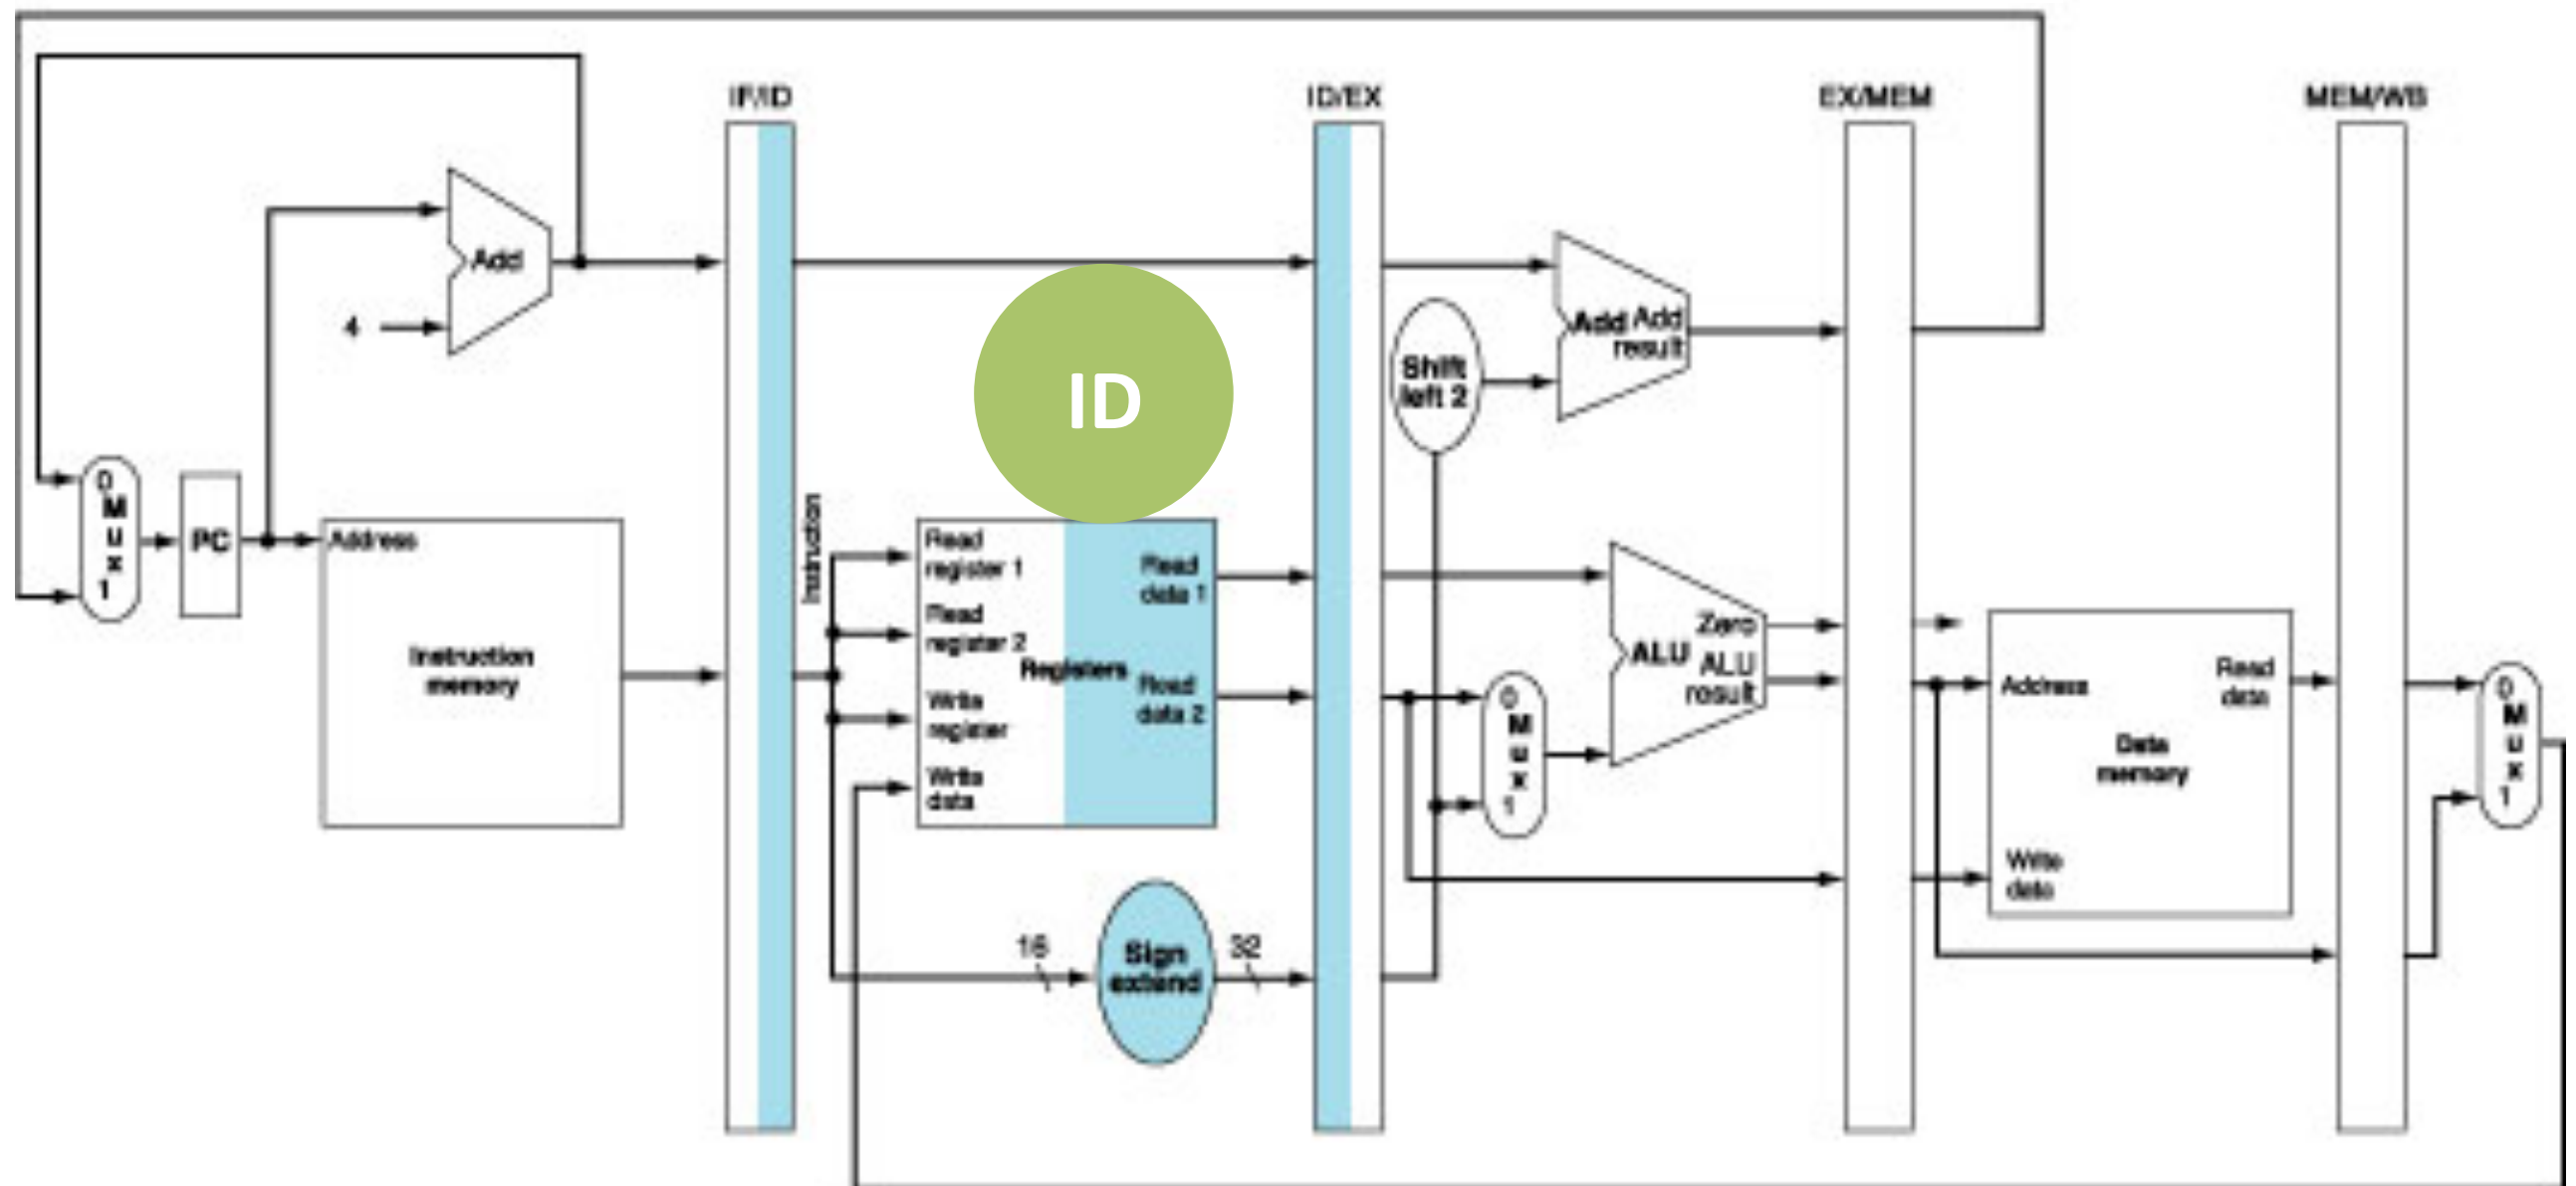 IF/ID
ID/EX
EX/MEM
MEM/WB
Add
4
ID
Shift
left 2
Add Add
result
0
M
u
x
1
PC
Address
Instruction
memory
Instruction
Read
register 1
Read
register 2
Write
register
Write
data
Registers
Read
data 1
Read
data 2
16
Sign
extend
32
0
M
u
x
1
Zero
ALU
ALU
result
Address
Read
data
Data
memory
Write
data
0
M
u
x
1